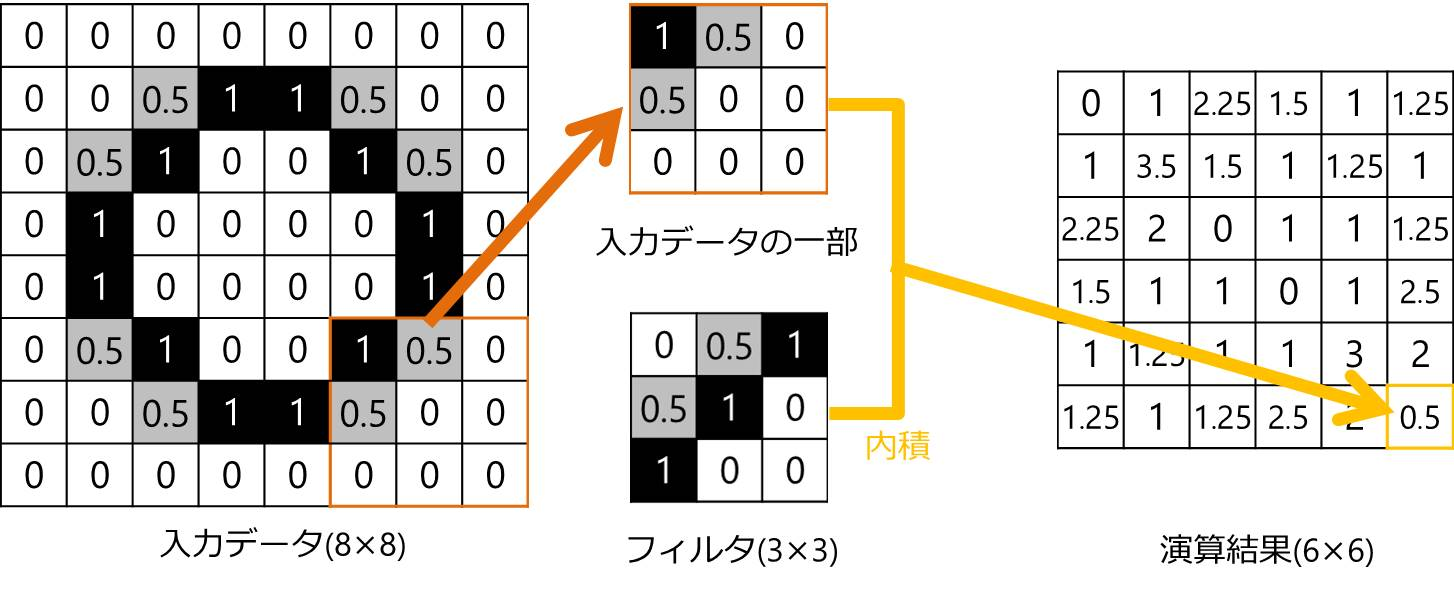 0 0 0 0 0 0 0 0
0 0 0.5 1 1 0.5 0 0
0 0.5 1 0 0 1 0.5 0
0 1 0 0 0 0 1 0
0 1 0 0 0 0 1 0
0 0.5 1 0 0 1 0.5 0
0 0 0.5 1 1 0.5 0 0
0 0 0 0 0 0 0 0
入力データ(8×8)
1 0.5 0
0.5 0 0
0 0 0
入力データの一部
0 0.5 1
0.5 1 0
1 0 0
内積
フィルタ(3×3)
0 1 2.25 1.5 1 1.25
1 3.5 1.5 1 1.25 1
2.25 2 0 1 1 1.25
1.5 1 1 0 1 2.5
1 1.25 1 1 3 2
1.25 1 1.25 2.5 2 0.5
演算結果(6×6)